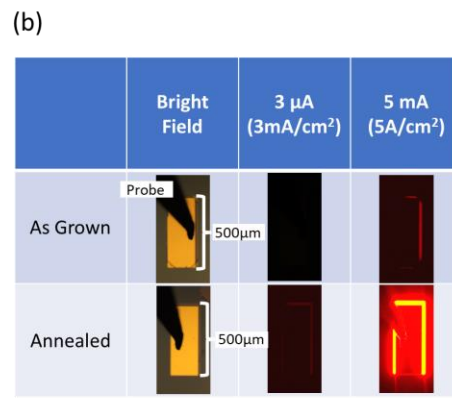 (b)
Bright
Field
3 μA
(3mA/cm²)
5 mA
(5A/cm²)
As Grown
Probe
500μm
Annealed
500μm